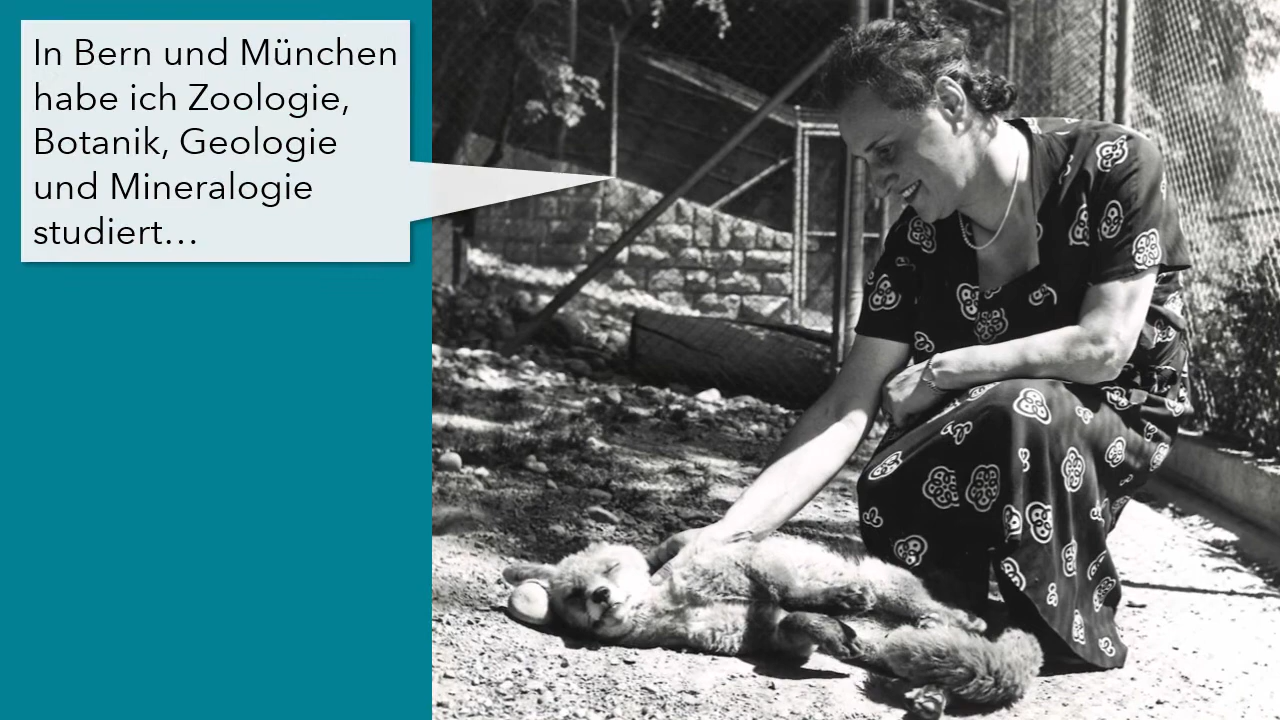 In Bern und München
habe ich Zoologie,
Botanik, Geologie
und Mineralogie
studiert…